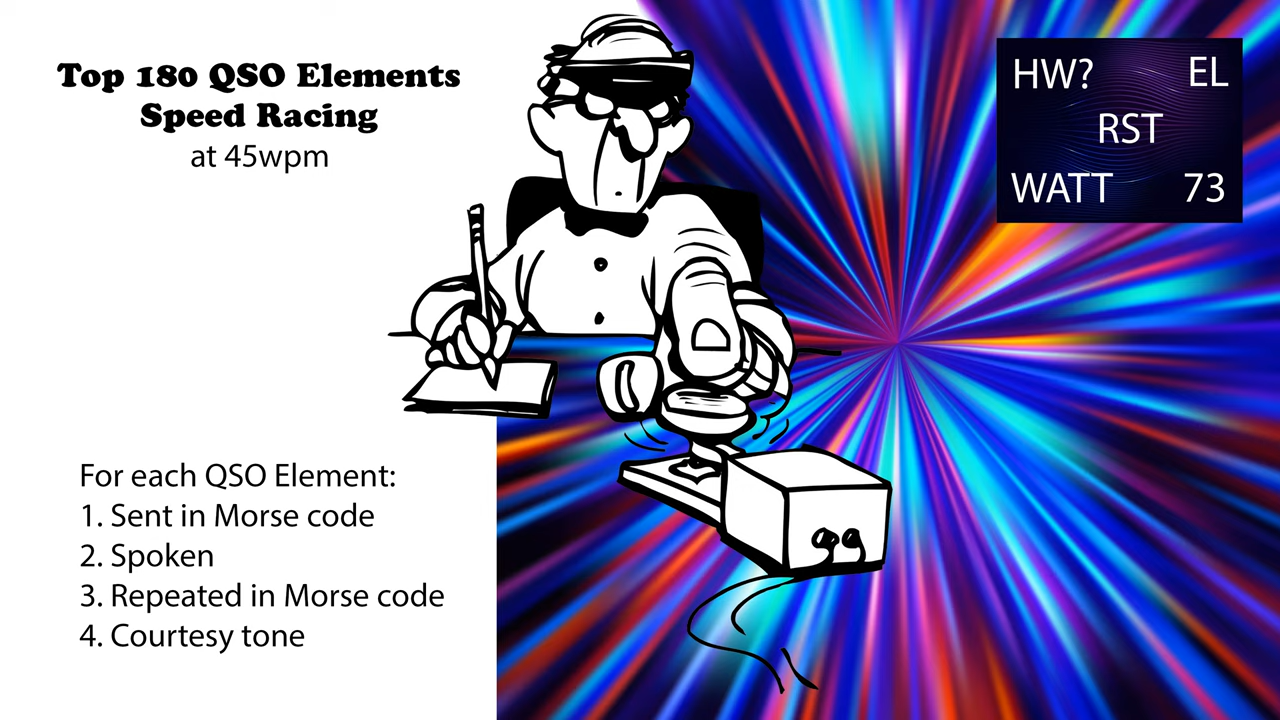 Top 180 QSO Elements
Speed Racing
at 45wpm
HW? EL
RST
WATT 73
For each QSO Element:
1. Sent in Morse code
2. Spoken
3. Repeated in Morse code
4. Courtesy tone